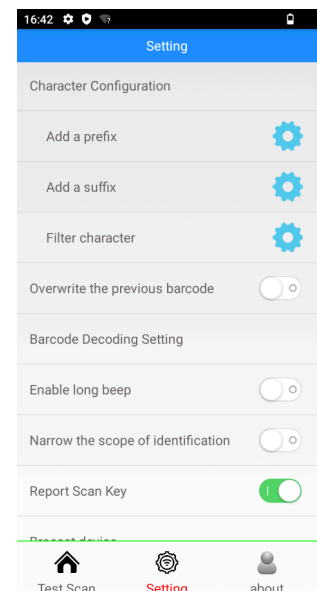 16:42
Setting
Character Configuration
Add a prefix
Add a suffix
Filter character
Overwrite the previous barcode
Barcode Decoding Setting
Enable long beep
Narrow the scope of identification
Report Scan Key
Test Scan
Setting
about